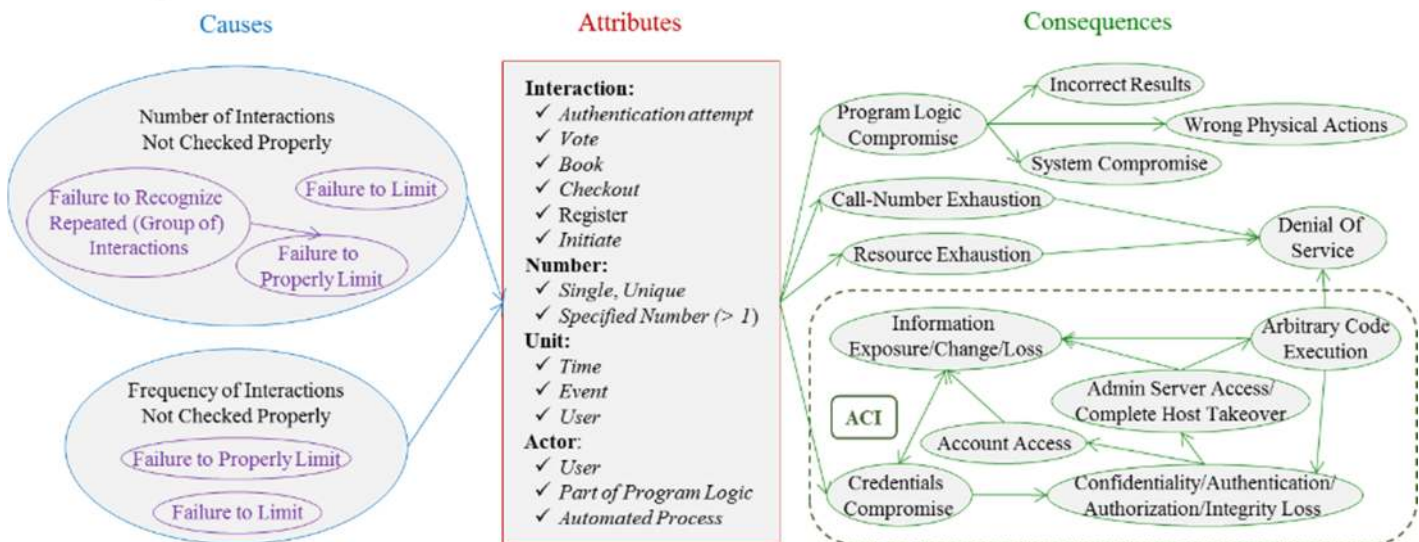 Causes
Attributes
Consequences
Number of Interactions
Not Checked Properly
Failure to Recognize
Repeated (Group of)
Interactions
Failure to Limit
Failure to
Properly Limit
Frequency of Interactions
Not Checked Properly
Failure to Properly Limit
Failure to Limit
Interaction:
✓ Authentication attempt
✓ Vote
✓ Book
✓ Checkout
✓ Register
✓ Initiate
Number:
✓ Single, Unique
✓ Specified Number (> 1)
Unit:
✓ Time
✓ Event
✓ User
Actor:
✓ User
✓ Part of Program Logic
✓ Automated Process
Program Logic
Compromise
Incorrect Results
Wrong Physical Actions
System Compromise
Call-Number Exhaustion
Resource Exhaustion
Denial Of
Service
Information
Exposure/Change/Loss
Arbitrary Code
Execution
Admin Server Access/
Complete Host Takeover
ACI
Account Access
Credentials
Compromise
Confidentiality/Authentication/
Authorization/Integrity Loss